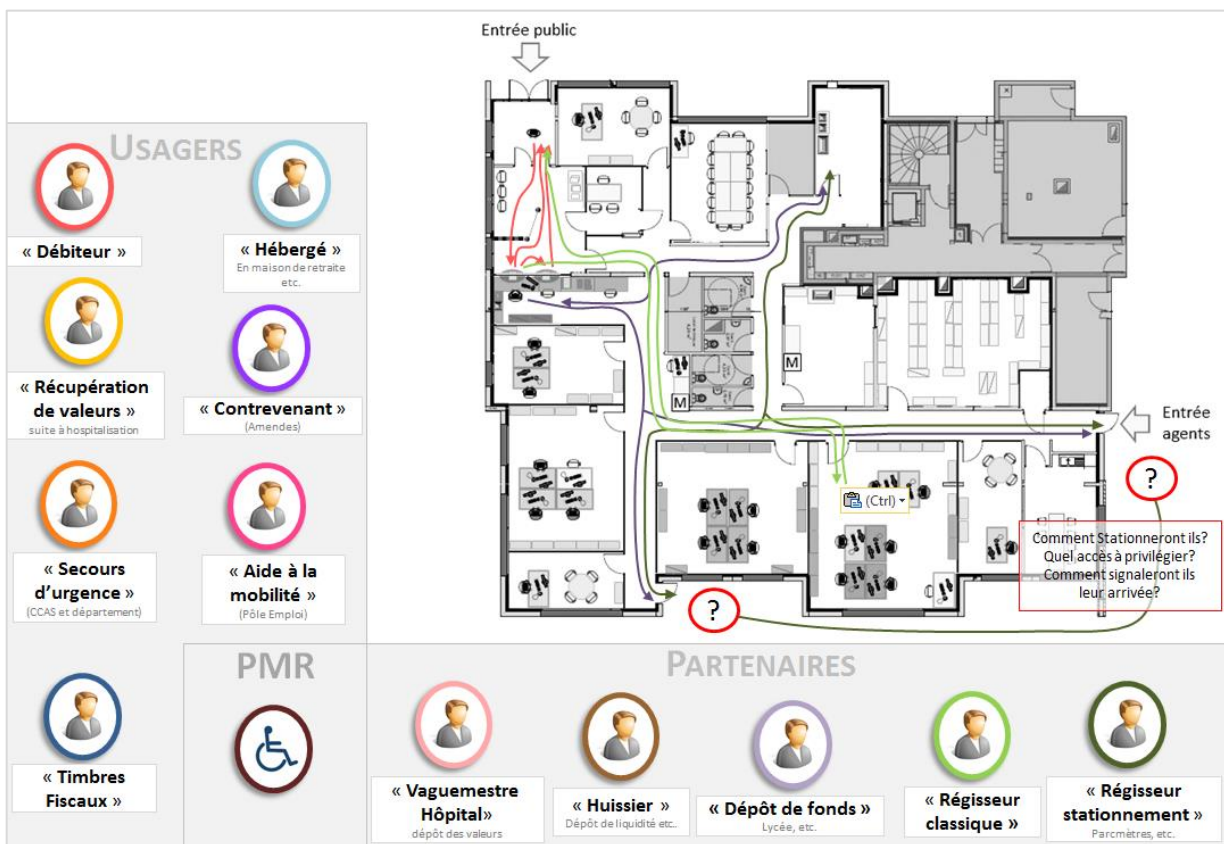 Entrée public
USAGERS
« Débiteur »
« Hébergé »
En maison de retraite
etc.
« Récupération
de valeurs »
suite à hospitalisation
« Contrevenant »
(Amendes)
« Secours
d’urgence »
(CCAS et département)
« Aide à la
mobilité »
(Pôle Emploi)
« Timbres
Fiscaux »
M
M
Entrée
agents
(Ctrl)
?
?
Comment Stationneront ils?
Quel accès à privilégier?
Comment signaleront ils
leur arrivée?
PMR
PARTENAIRES
« Vaguemestre
Hôpital»
dépôt des valeurs
« Huissier »
Dépôt de liquidité etc..
« Dépôt de fonds »
Lycée, etc.
« Régisseur
classique »
« Régisseur
stationnement »
Parcmètres, etc.